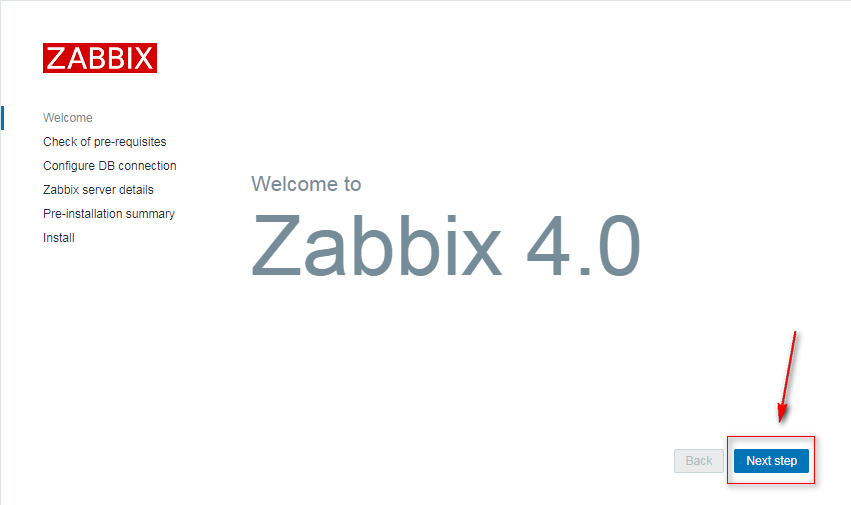 ZABBIX
Welcome
Check of pre-requisites
Configure DB connection
Zabbix server details
Pre-installation summary
Install
Welcome to
Zabbix 4.0
Back
Next step